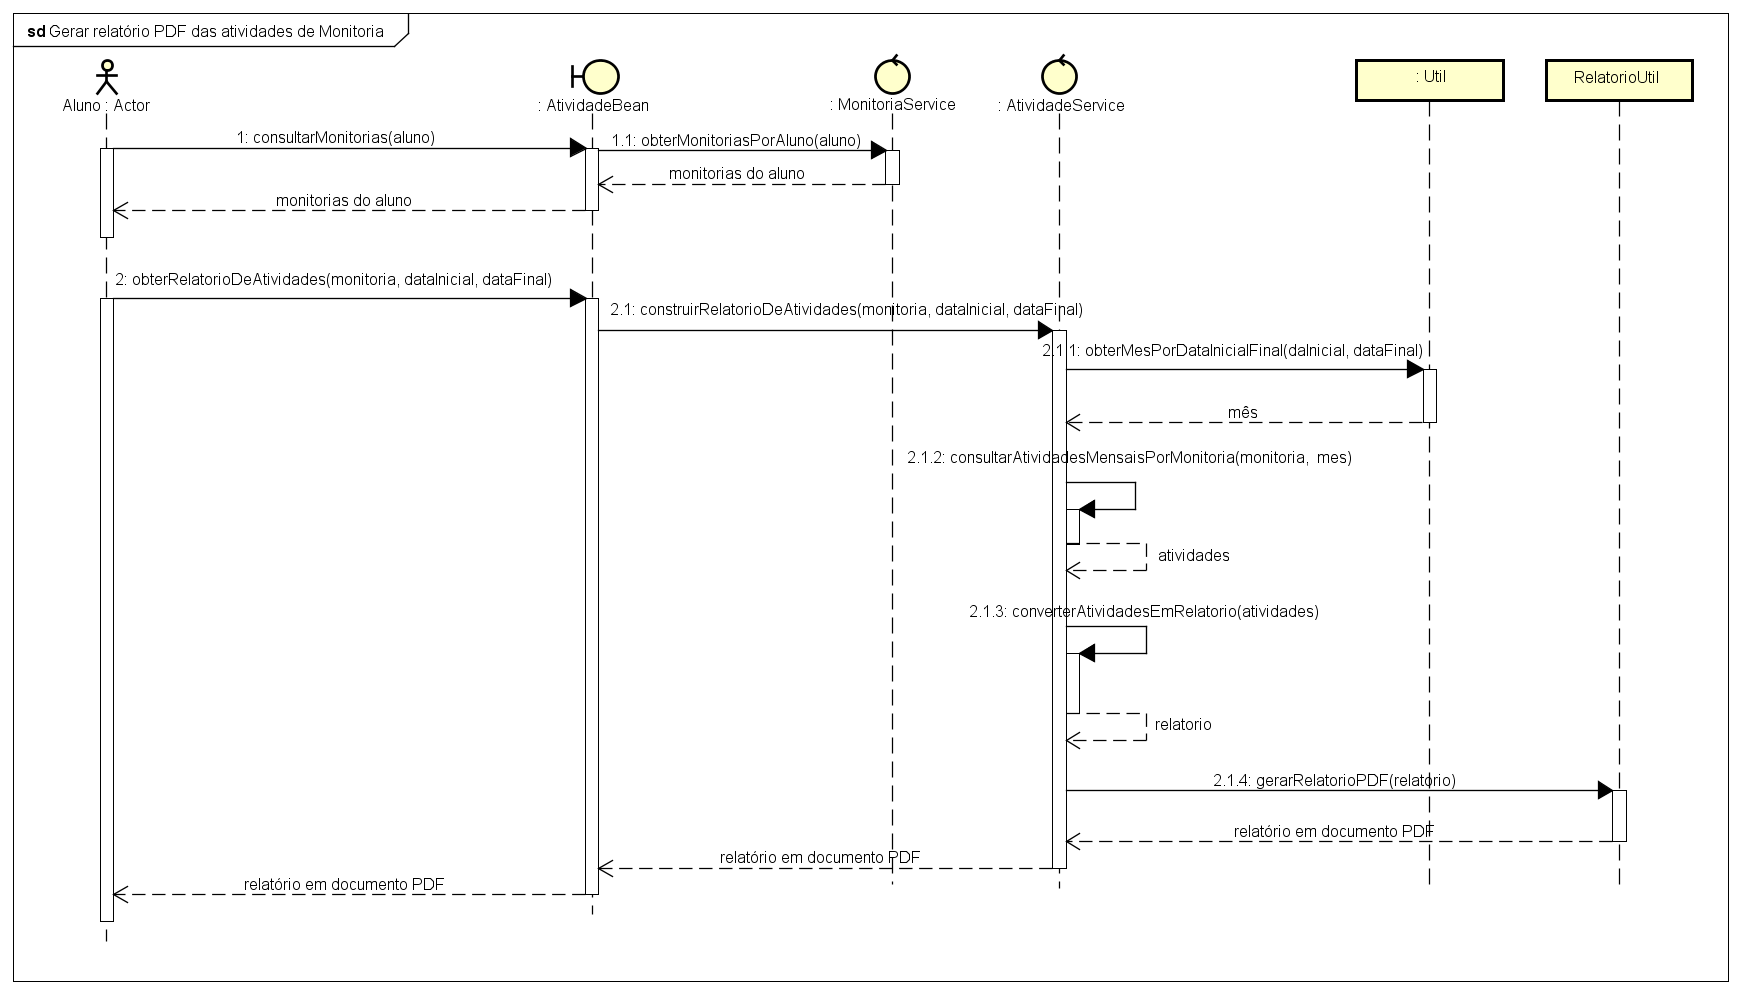 sd Gerar relatório PDF das atividades de Monitoria
Aluno : Actor
: AtividadeBean
: MonitoriaService
: AtividadeService
: Util
RelatorioUtil
1: consultarMonitorias(aluno)
1.1: obterMonitoriasPorAluno(aluno)
monitorias do aluno
monitorias do aluno
2: obterRelatorioDeAtividades(monitoria, dataInicial, dataFinal)
2.1: construirRelatorioDeAtividades(monitoria, dataInicial, dataFinal)
2.1.1: obterMesPorDataInicialFinal(daInicial, dataFinal)
mês
2.1.2: consultarAtividadesMensaisPorMonitoria(monitoria, mes)
atividades
2.1.3: converterAtividadesEmRelatorio(atividades)
relatorio
2.1.4: gerarRelatorioPDF(relatório)
relatório em documento PDF
relatório em documento PDF
relatório em documento PDF